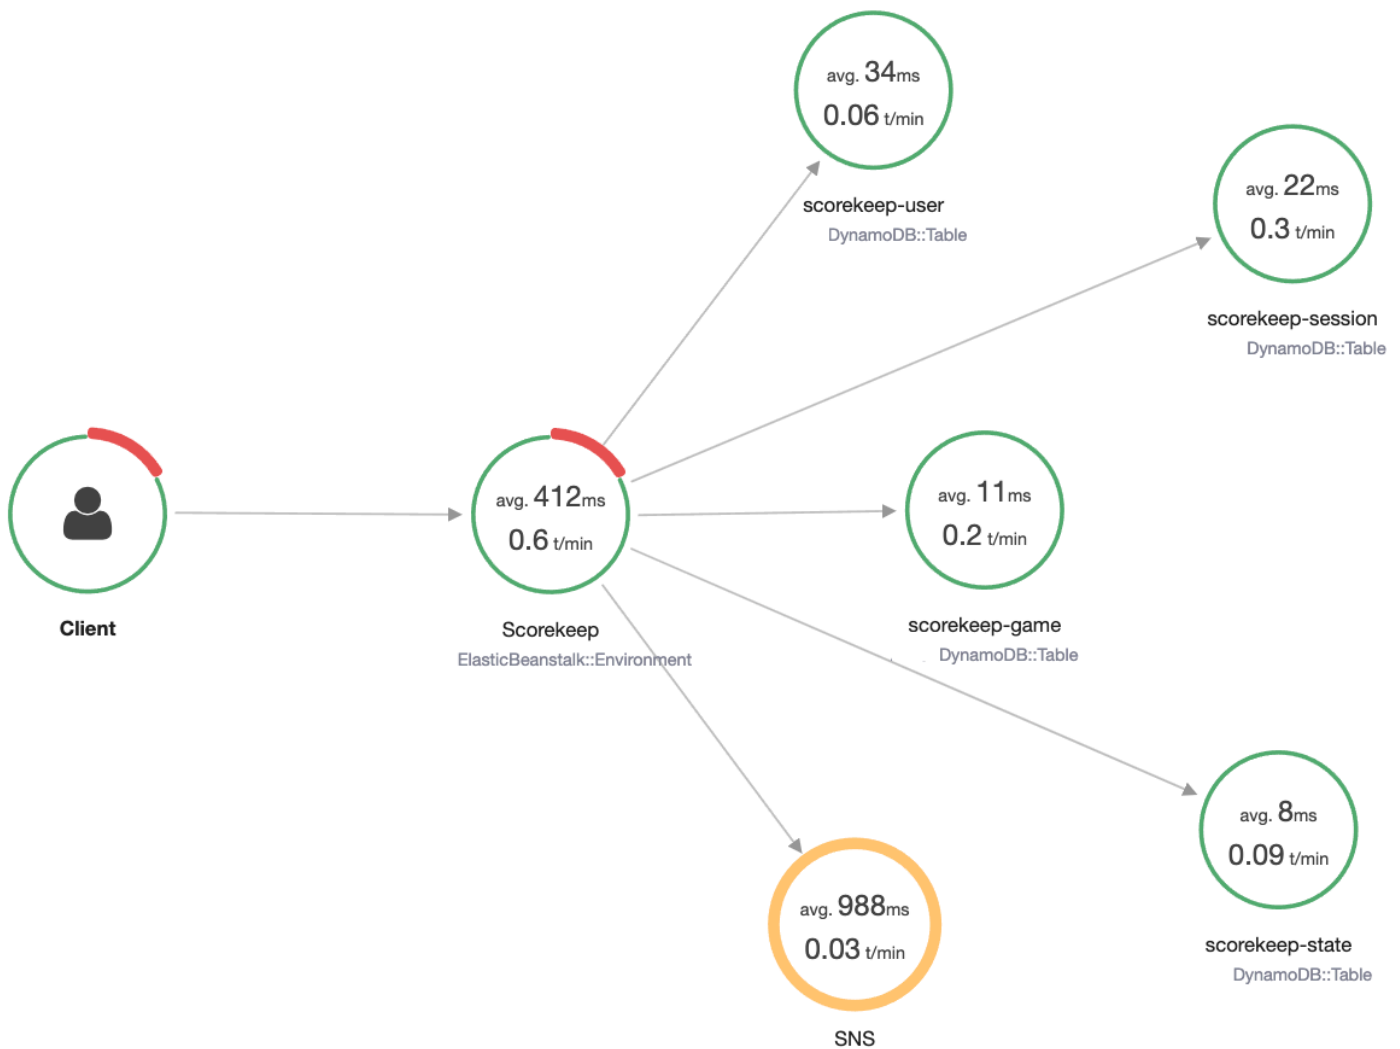 avg. 34ms
0.06 t/min
scorekeep-user
DynamoDB::Table
avg. 22ms
0.3 t/min
scorekeep-session
DynamoDB::Table
Client
avg. 412ms
0.6 t/min
Scorekeep
ElasticBeanstalk::Environment
avg. 11ms
0.2 t/min
scorekeep-game
DynamoDB::Table
avg. 8ms
0.09 t/min
scorekeep-state
DynamoDB::Table
avg. 988ms
0.03 t/min
SNS